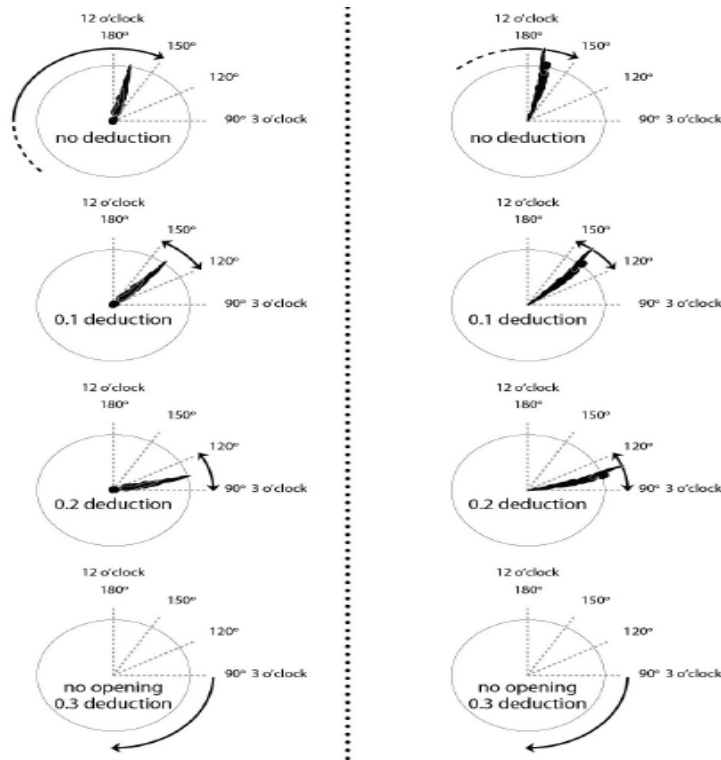 12 o'clock
180º
150º
120º
90º 3 o'clock
no deduction
12 o'clock
180º
150º
120º
90º 3 o'clock
0.1 deduction
12 o'clock
180º
150º
120º
90º 3 o'clock
0.2 deduction
12 o'clock
180º
150º
120º
90º 3 o'clock
no opening
0.3 deduction
12 o'clock
180º
150º
120º
90º 3 o'clock
no deduction
12 o'clock
180º
150º
120º
90º 3 o'clock
0.1 deduction
12 o'clock
180º
150º
120º
90º 3 o'clock
0.2 deduction
12 o'clock
180º
150º
120º
90º 3 o'clock
no opening
0.3 deduction